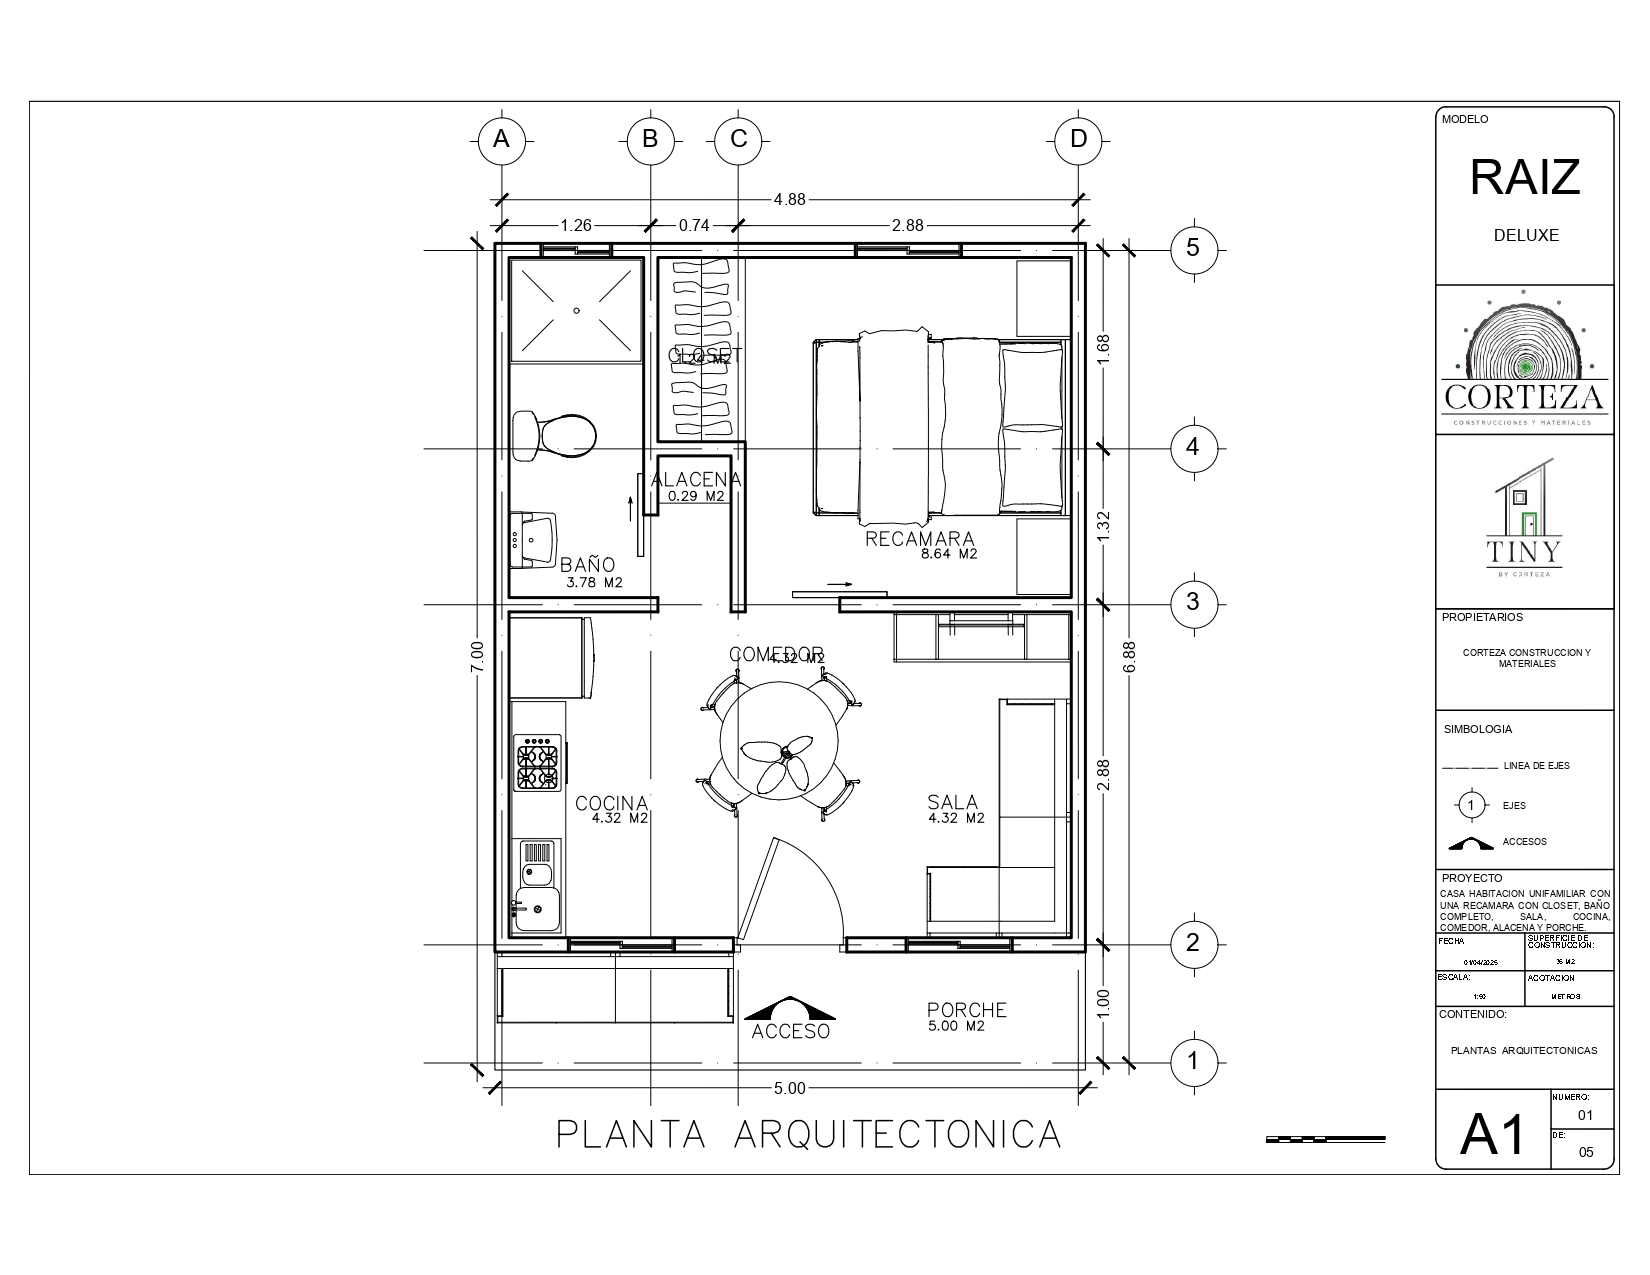 A B C D
4.88
1.26 0.74 2.88
5
4
3
2
1
1.68
1.32
2.88
1.00
6.88
7.00
5.00
CLOSET
ALACENA
0.29 M2
RECAMARA
8.64 M2
BAÑO
3.78 M2
COMEDOR
4.32 M2
COCINA
4.32 M2
SALA
4.32 M2
PORCHE
5.00 M2
ACCESO
PLANTA ARQUITECTONICA
MODELO
RAIZ
DELUXE
CORTEZA
CONSTRUCCIONES Y MATERIALES
TINY
BY CORTEZA
PROPIETARIOS
CORTEZA CONSTRUCCION Y
MATERIALES
SIMBOLOGIA
LINEA DE EJES
1 EJES
ACCESOS
PROYECTO
CASA HABITACION UNIFAMILIAR CON
UNA RECAMARA CON CLOSET, BAÑO
COMPLETO, SALA, COCINA,
COMEDOR, ALACENA Y PORCHE.
FECHA
01/04/2025
SUPERFICIE DE
CONSTRUCCION:
35 M2
ESCALA:
1:50
ACOTACION
METROS
CONTENIDO:
PLANTAS ARQUITECTONICAS
A1
NUMERO:
01
DE:
05